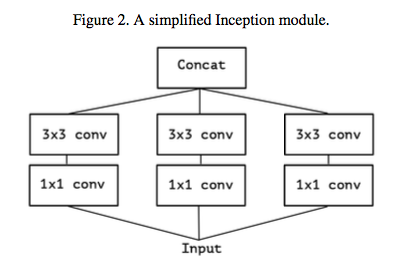 Figure 2. A simplified Inception module.
Concat
3x3 conv 3x3 conv 3x3 conv
1x1 conv 1x1 conv 1x1 conv
Input